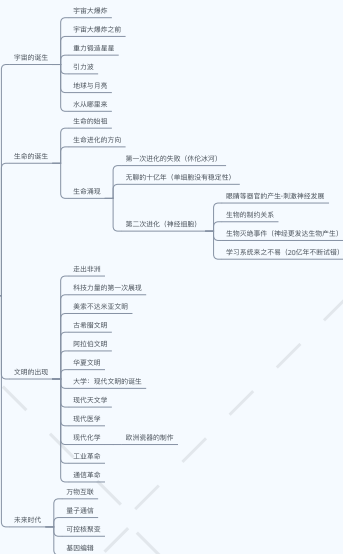 宇宙的诞生
宇宙大爆炸
宇宙大爆炸之前
重力锻造星星
引力波
地球与月亮
水从哪里来
生命的诞生
生命的始祖
生命进化的方向
生命涌现
第一次进化的失败（休伦冰河）
无聊的十亿年（单细胞没有稳定性）
第二次进化（神经细胞）
眼睛等器官的产生-刺激神经发展
生物的制约关系
生物灭绝事件（神经更发达生物产生）
学习系统来之不易（20亿年不断试错）
文明的出现
走出非洲
科技力量的第一次展现
美索不达米亚文明
古希腊文明
阿拉伯文明
华夏文明
大学：现代文明的诞生
现代天文学
现代医学
现代化学
欧洲瓷器的制作
工业革命
通信革命
未来时代
万物互联
量子通信
可控核聚变
基因编辑